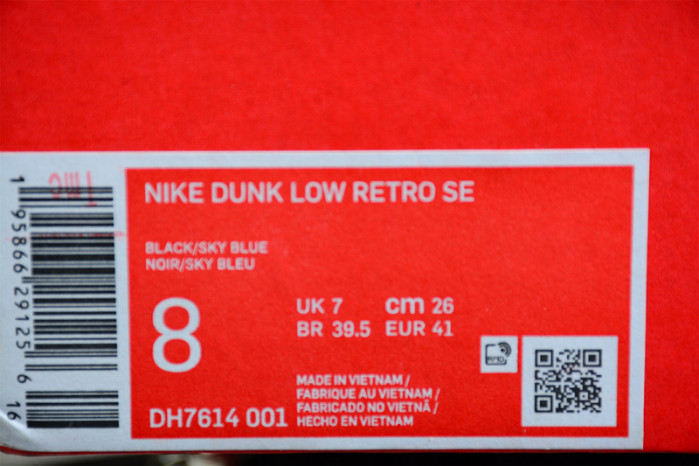 NIKE DUNK LOW RETRO SE
BLACK/SKY BLUE
NOIR/SKY BLEU
8
UK 7 cm 26
BR 39.5 EUR 41
MADE IN VIETNAM /
FABRIQUE AU VIETNAM /
FABRICADO NO VIETNÃ /
HECHO EN VIETNAM
DH7614 001
1 95866 29125 6 16